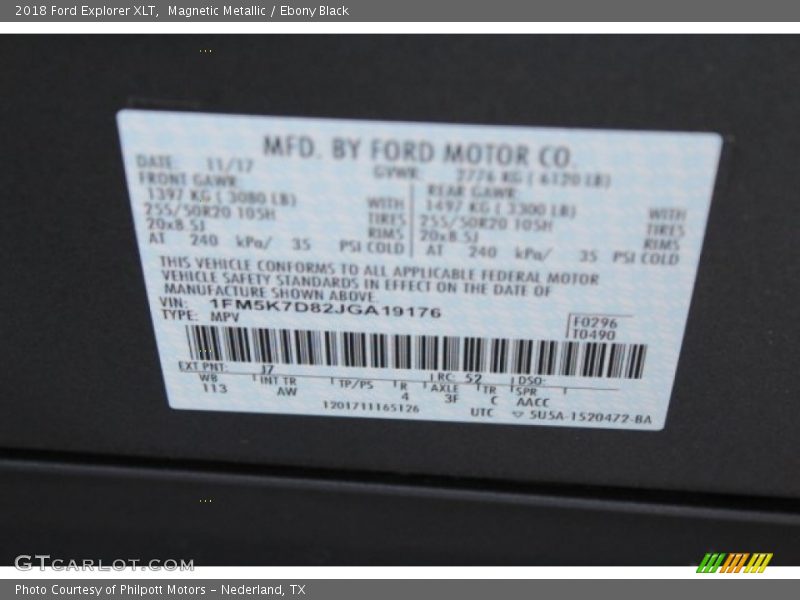 2018 Ford Explorer XLT,  Magnetic Metallic / Ebony Black
MFD. BY FORD MOTOR CO.
DATE: 11/17 GVWR: 2776 KG ( 6120 LB)
FRONT GAWR: REAR GAWR:
1397 KG ( 3080 LB) WITH 1497 KG ( 3300 LB) WITH
255/50R20 105H TIRES 255/50R20 105H TIRES
20x8.5J RIMS 20x8.5J RIMS
AT 240 kPa/ 35 PSI COLD AT 240 kPa/ 35 PSI COLD
THIS VEHICLE CONFORMS TO ALL APPLICABLE FEDERAL MOTOR
VEHICLE SAFETY STANDARDS IN EFFECT ON THE DATE OF
MANUFACTURE SHOWN ABOVE.
VIN: 1FM5K7D82JGA19176
TYPE: MPV
F0296
T0490
EXT PNT: J7 RC: 52 DSO:
WB INT TR TP/PS R AXLE TR SPR
113 AW 4 3F C AACC
1201711165126 UTC ▽ 5U5A-1520472-BA
GTCARLOT.COM
Photo Courtesy of Philpott Motors – Nederland, TX